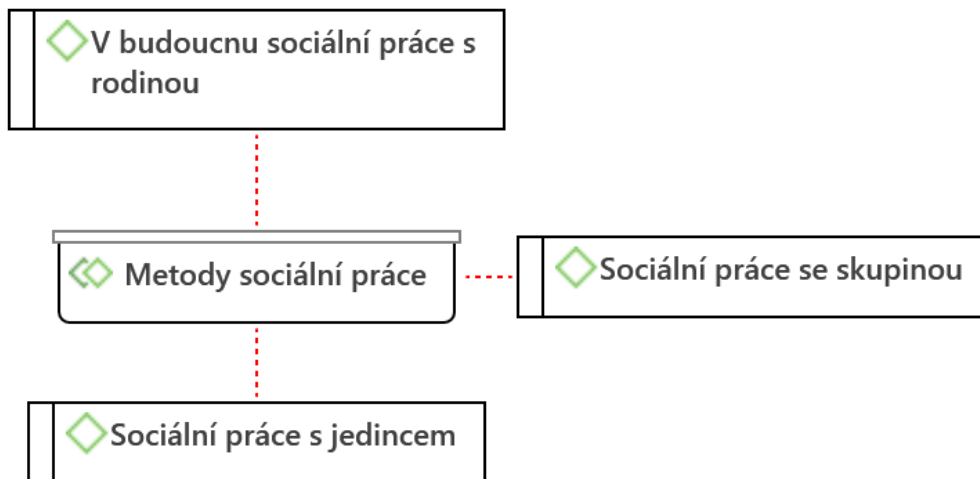 V budoucnu sociální práce s
rodinou
Metody sociální práce
Sociální práce se skupinou
Sociální práce s jedincem